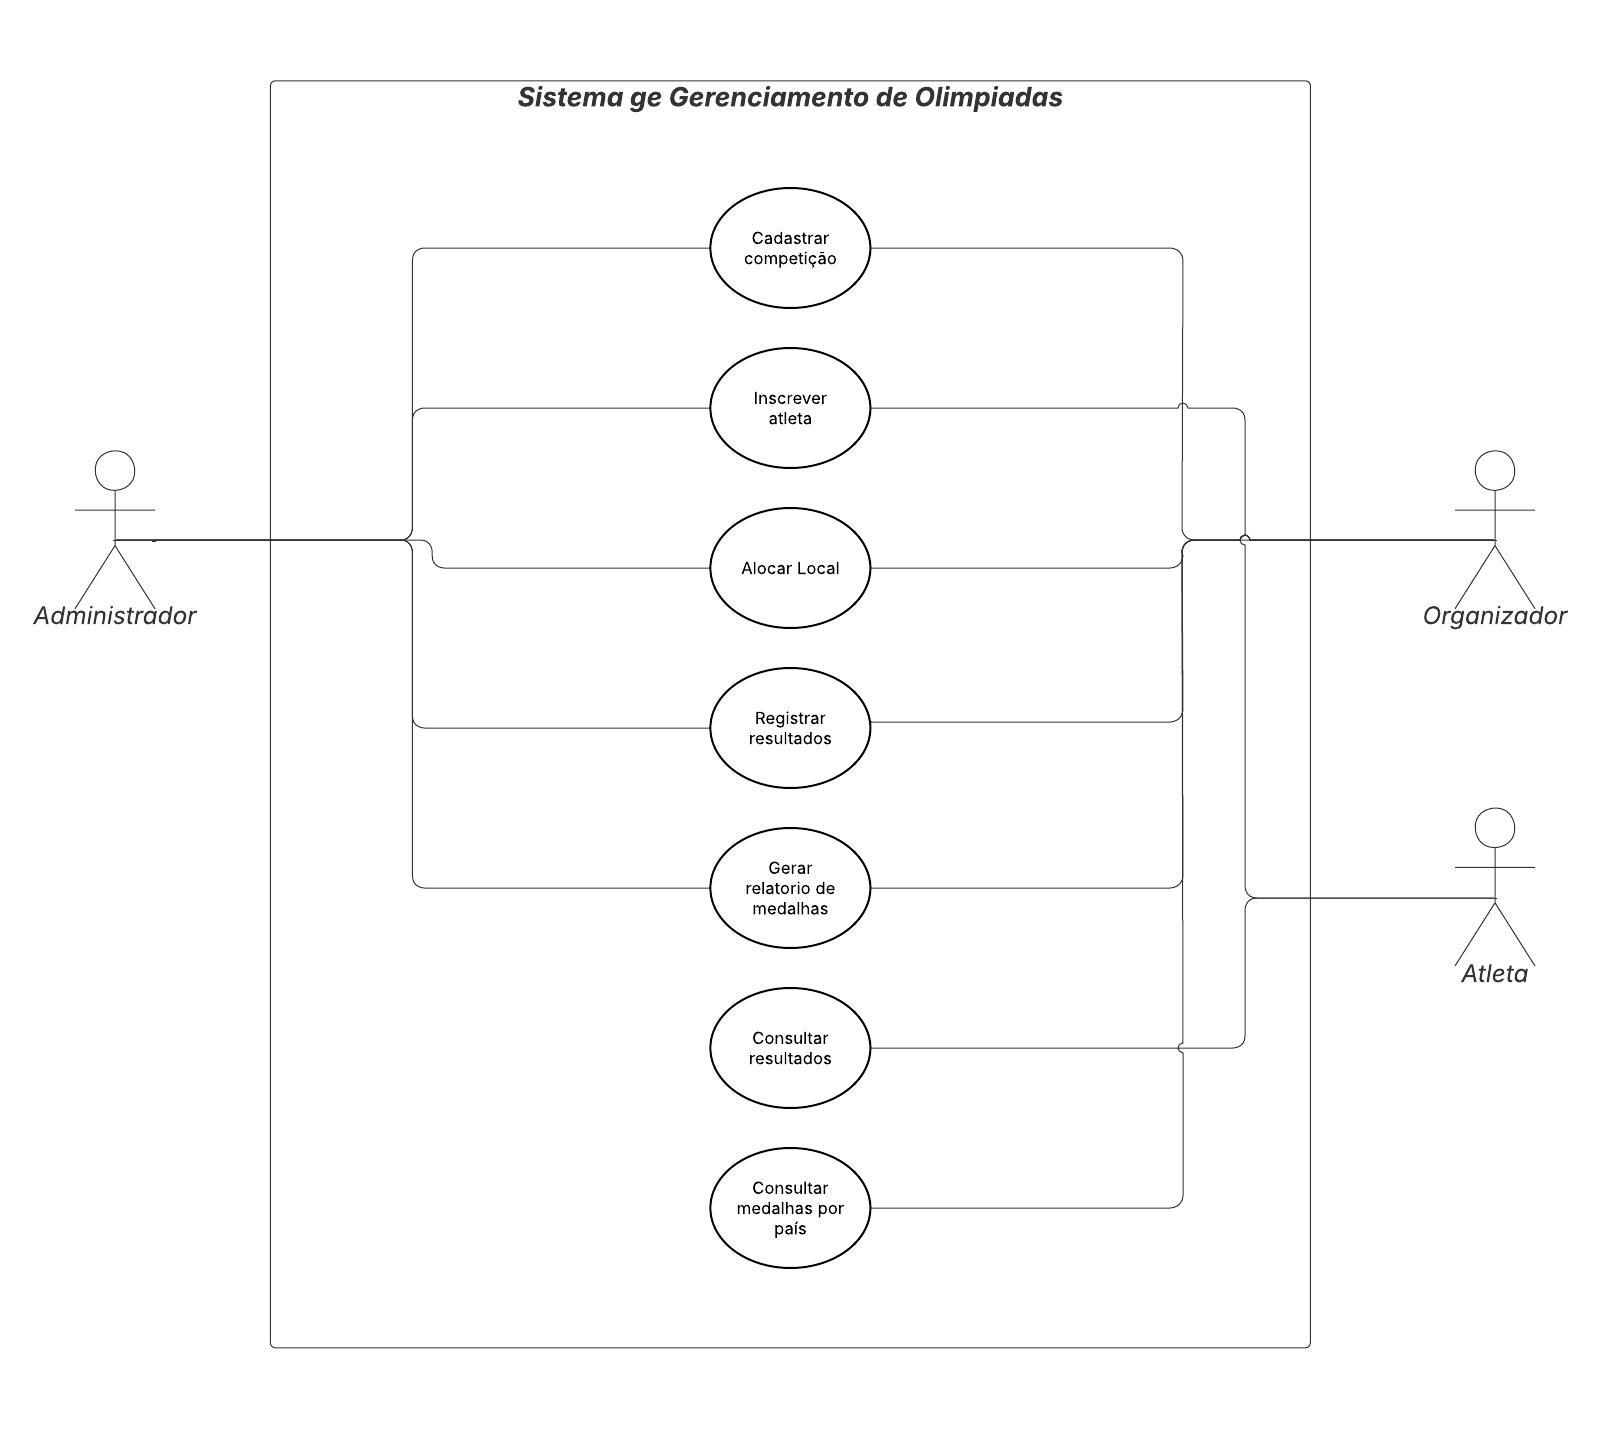 Sistema ge Gerenciamento de Olimpiadas
Cadastrar
competição
Inscrever
atleta
Alocar Local
Administrador
Organizador
Registrar
resultados
Gerar
relatorio de
medalhas
Atleta
Consultar
resultados
Consultar
medalhas por
país